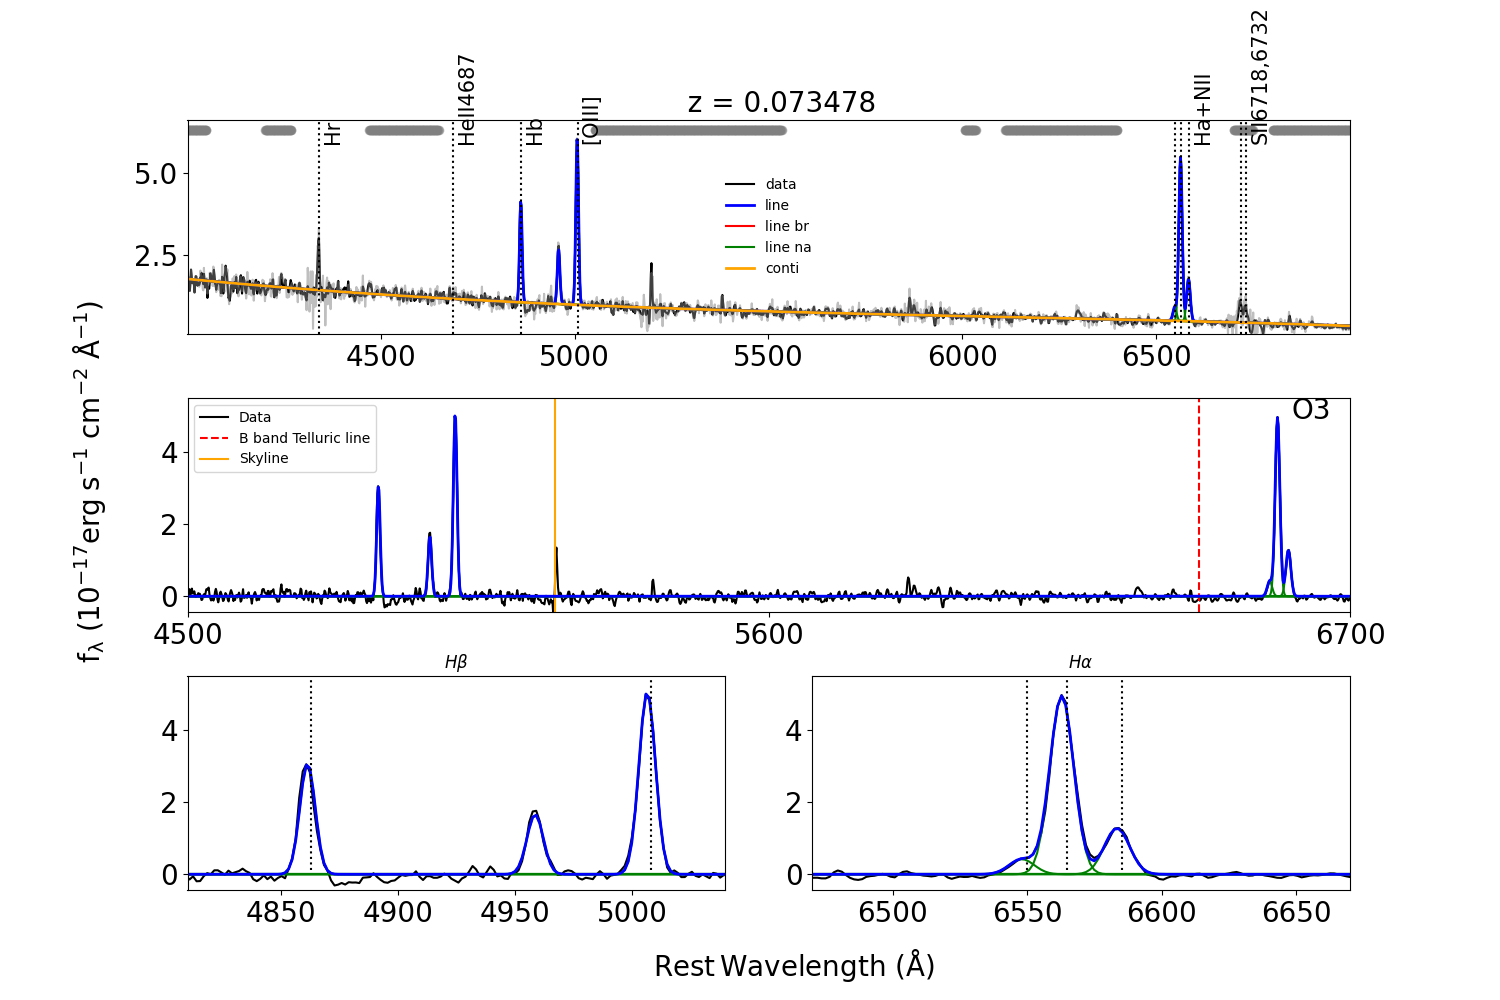 z = 0.073478
Hr
HeII4687
Hb
[OIII]
Ha+NII
SII6718,6732
5.0
2.5
data
line
line br
line na
conti
4500 5000 5500 6000 6500
O3
Data
B band Telluric line
Skyline
4
2
0
4500 5600 6700
fλ (10⁻¹⁷erg s⁻¹ cm⁻² Å⁻¹)
Hβ
4
2
0
4850 4900 4950 5000
Hα
4
2
0
6500 6550 6600 6650
Rest Wavelength (Å)